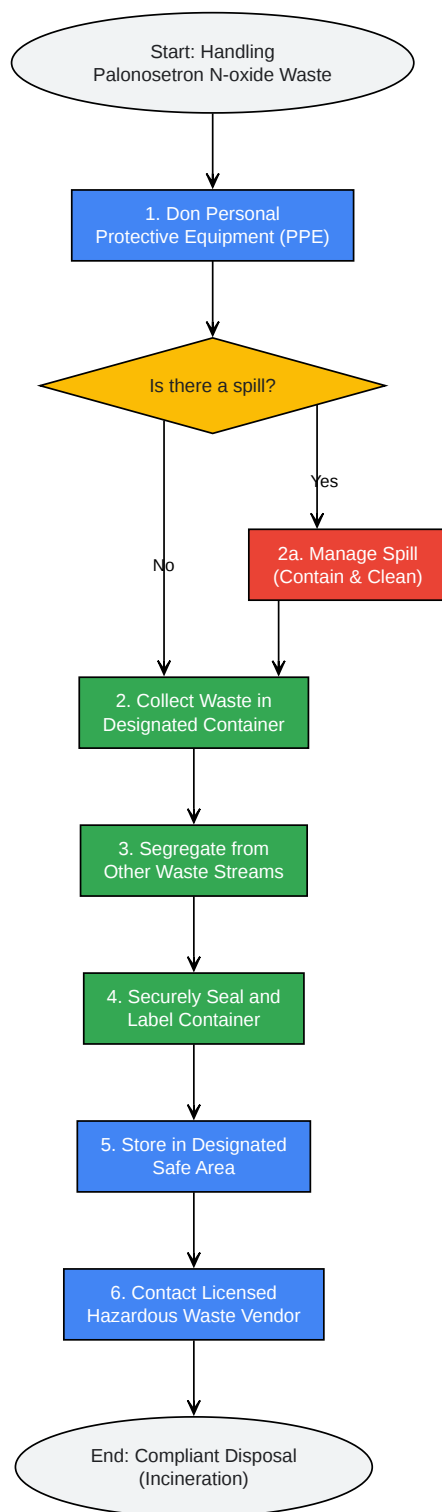 Start: Handling
Palonosetron N-oxide Waste
1. Don Personal
Protective Equipment (PPE)
Is there a spill?
Yes
No
2a. Manage Spill
(Contain & Clean)
2. Collect Waste in
Designated Container
3. Segregate from
Other Waste Streams
4. Securely Seal and
Label Container
5. Store in Designated
Safe Area
6. Contact Licensed
Hazardous Waste Vendor
End: Compliant Disposal
(Incineration)